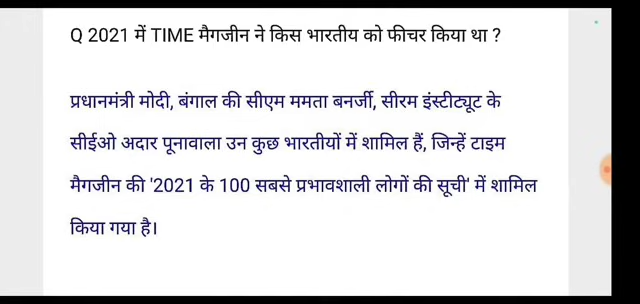 Q 2021 में TIME मैगजीन ने किस भारतीय को फीचर किया था ?
प्रधानमंत्री मोदी, बंगाल की सीएम ममता बनर्जी, सीरम इंस्टीट्यूट के
सीईओ अदार पूनावाला उन कुछ भारतीयों में शामिल हैं, जिन्हें टाइम
मैगजीन की '2021 के 100 सबसे प्रभावशाली लोगों की सूची' में शामिल
किया गया है।